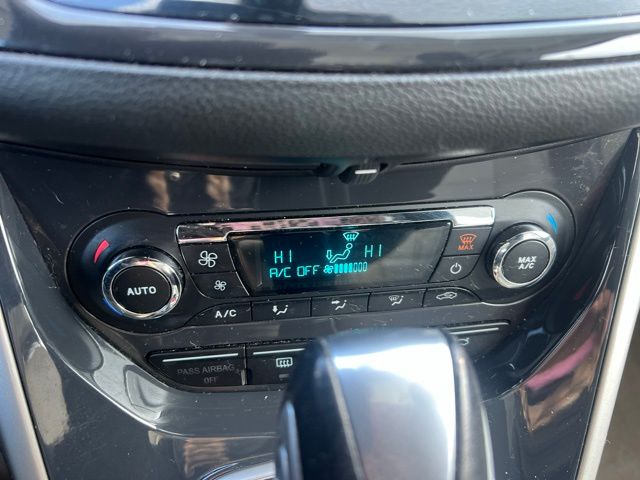 HI HI
A/C OFF
AUTO
MAX
MAX
A/C
A/C
PASS AIRBAG
OFF